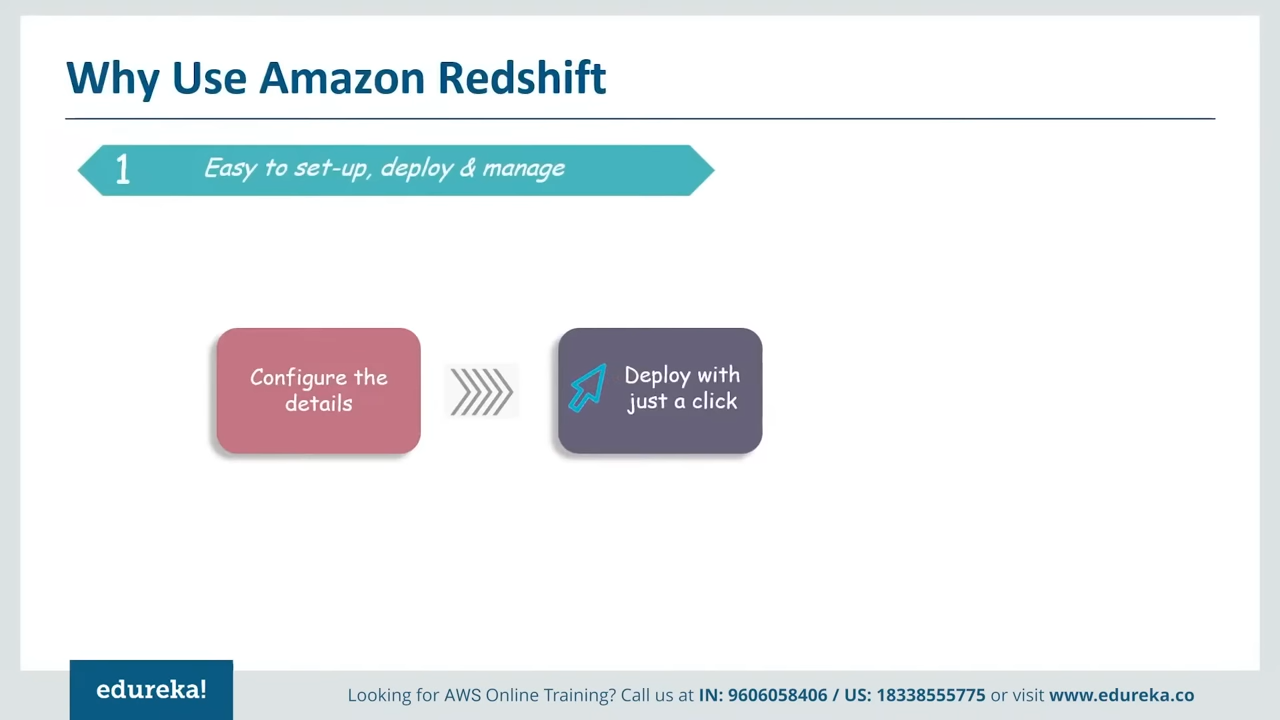 Why Use Amazon Redshift
1 Easy to set-up, deploy & manage
Configure the
details
Deploy with
just a click
edureka!
Looking for AWS Online Training? Call us at IN: 9606058406 / US: 18338555775 or visit www.edureka.co